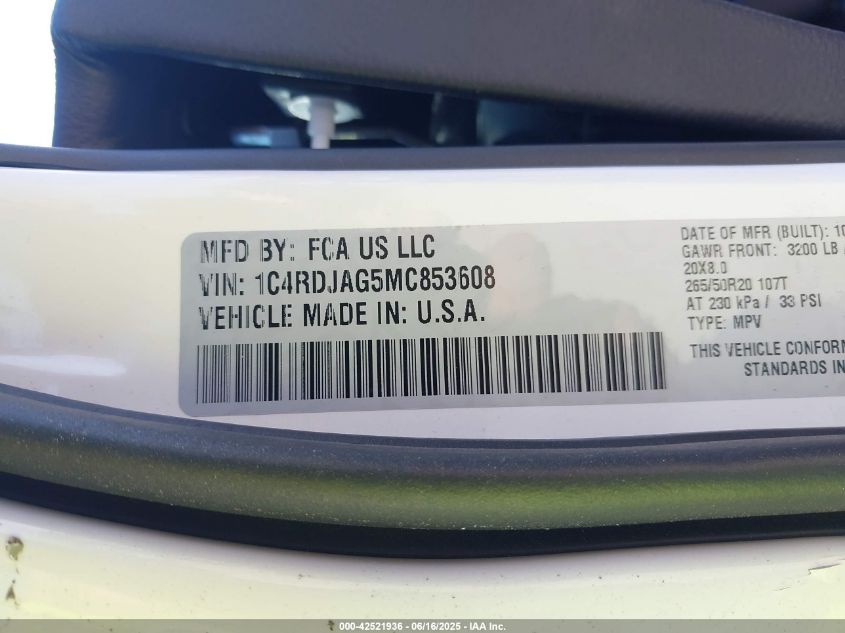 MFD BY: FCA US LLC
VIN: 1C4RDJAG5MC853608
VEHICLE MADE IN: U.S.A.
DATE OF MFR (BUILT): 10
GAWR FRONT: 3200 LB
20X8.0
265/50R20 107T
AT 230 kPa / 33 PSI
TYPE: MPV
THIS VEHICLE CONFORM
STANDARDS IN
000-42521936 - 06/16/2025 - IAA Inc.